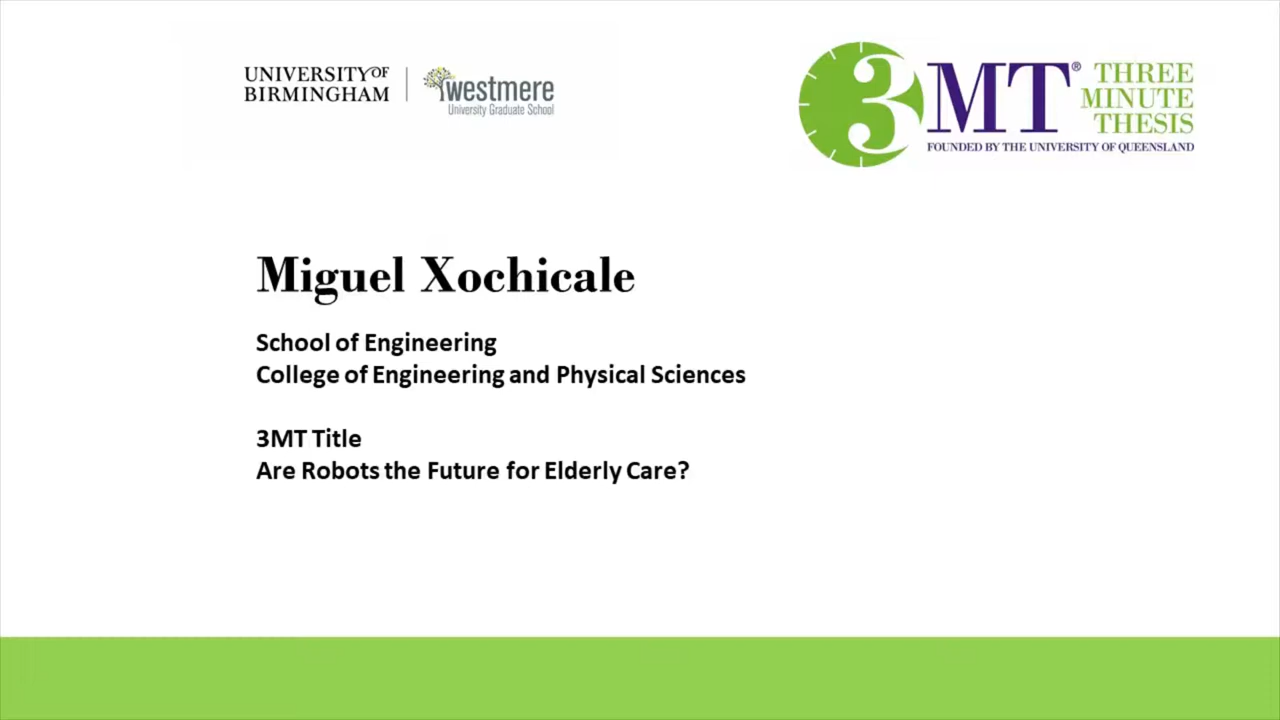 UNIVERSITY OF
BIRMINGHAM
westmere
University Graduate School
3MT® THREE
MINUTE
THESIS
FOUNDED BY THE UNIVERSITY OF QUEENSLAND
Miguel Xochicale
School of Engineering
College of Engineering and Physical Sciences
3MT Title
Are Robots the Future for Elderly Care?